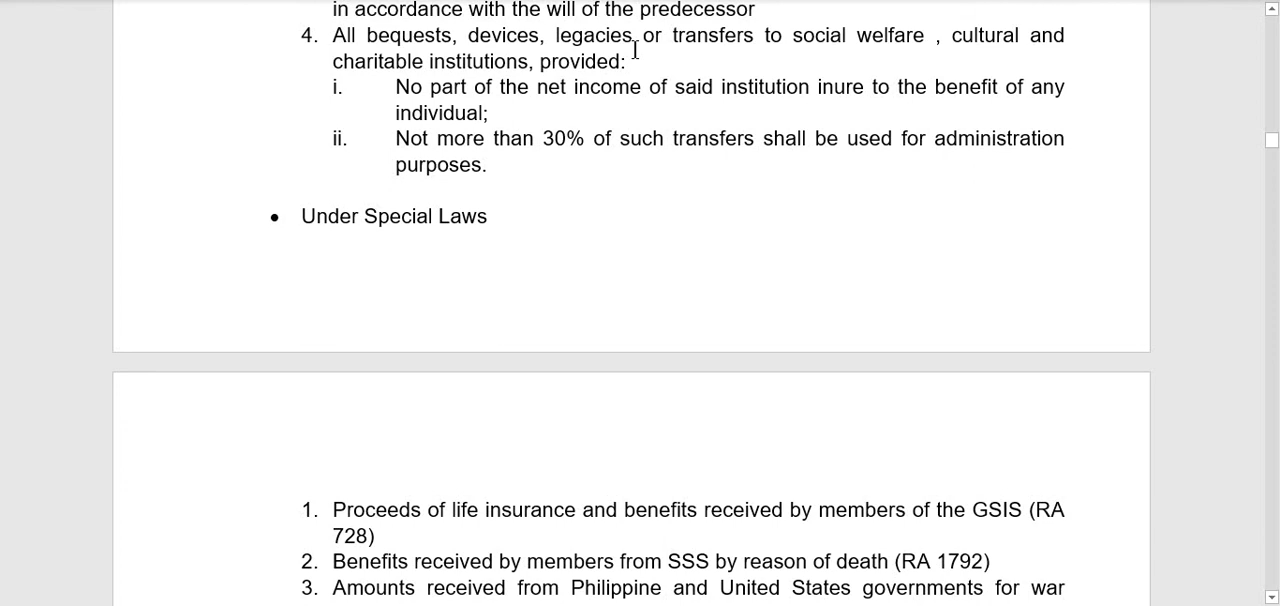 in accordance with the will of the predecessor
4. All bequests, devices, legacies or transfers to social welfare , cultural and
charitable institutions, provided:
i. No part of the net income of said institution inure to the benefit of any
individual;
ii. Not more than 30% of such transfers shall be used for administration
purposes.
• Under Special Laws
1. Proceeds of life insurance and benefits received by members of the GSIS (RA
728)
2. Benefits received by members from SSS by reason of death (RA 1792)
3. Amounts received from Philippine and United States governments for war